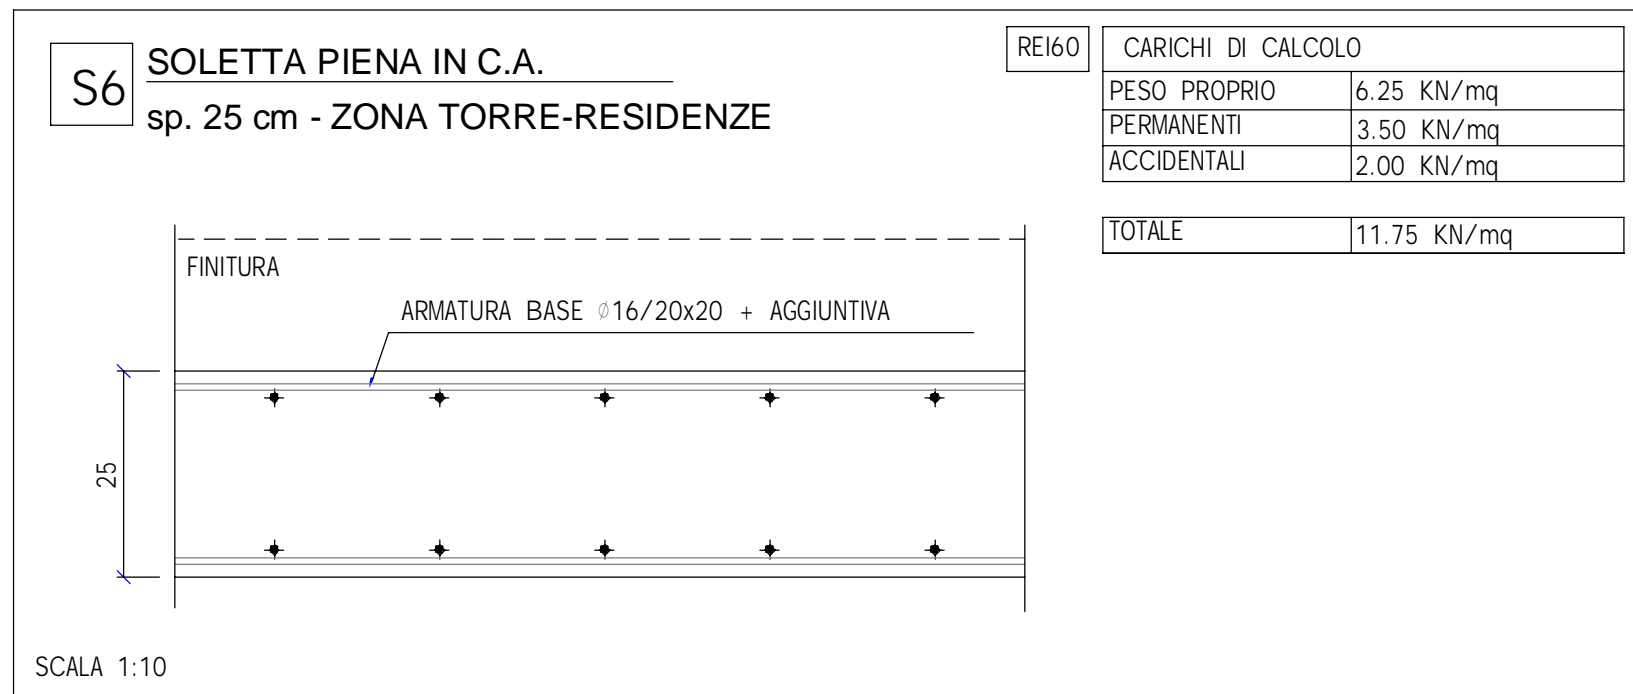 S6
SOLETTA PIENA IN C.A.
sp. 25 cm - ZONA TORRE-RESIDENZE
REI60
CARICHI DI CALCOLO
PESO PROPRIO 6.25 KN/mq
PERMANENTI 3.50 KN/mq
ACCIDENTALI 2.00 KN/mq
TOTALE 11.75 KN/mq
FINITURA
ARMATURA BASE ∅16/20x20 + AGGIUNTIVA
25
SCALA 1:10